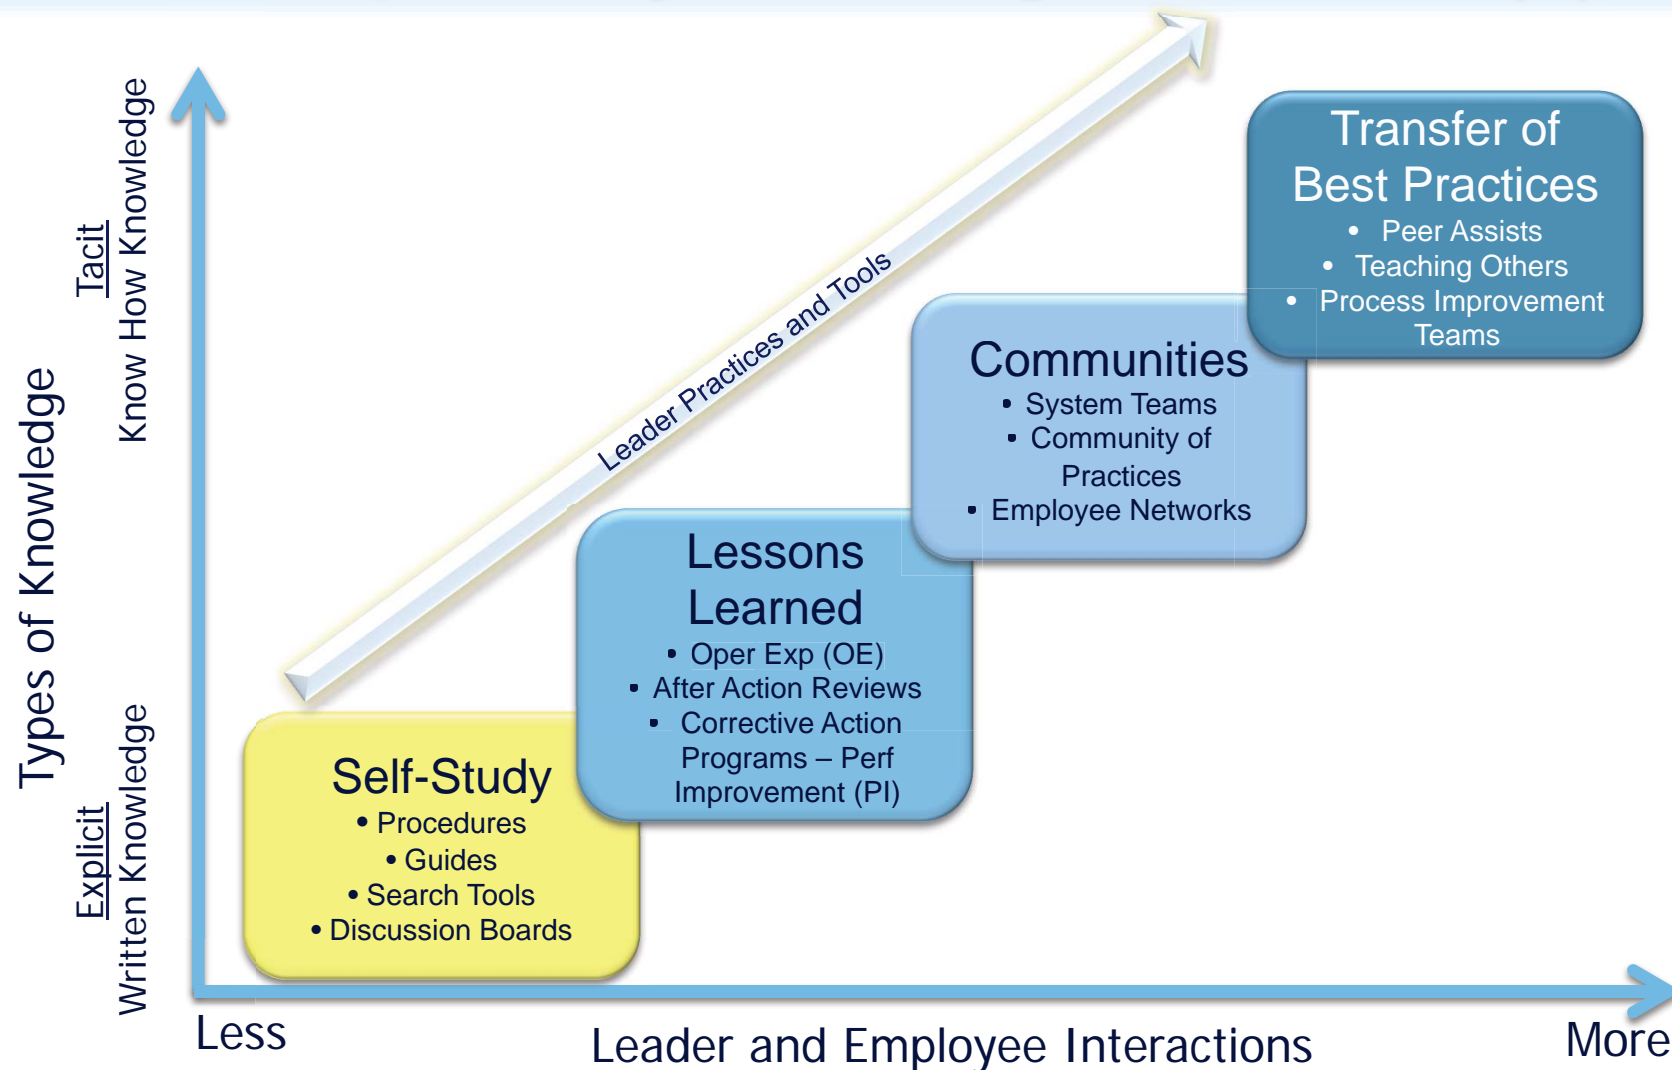 Types of Knowledge
Tacit
Know How Knowledge
Explicit
Written Knowledge
Leader Practices and Tools
Transfer of
Best Practices
• Peer Assists
• Teaching Others
• Process Improvement
Teams
Communities
• System Teams
• Community of
Practices
• Employee Networks
Lessons
Learned
• Oper Exp (OE)
• After Action Reviews
• Corrective Action
Programs – Perf
Improvement (PI)
Self-Study
• Procedures
• Guides
• Search Tools
• Discussion Boards
Less
Leader and Employee Interactions
More